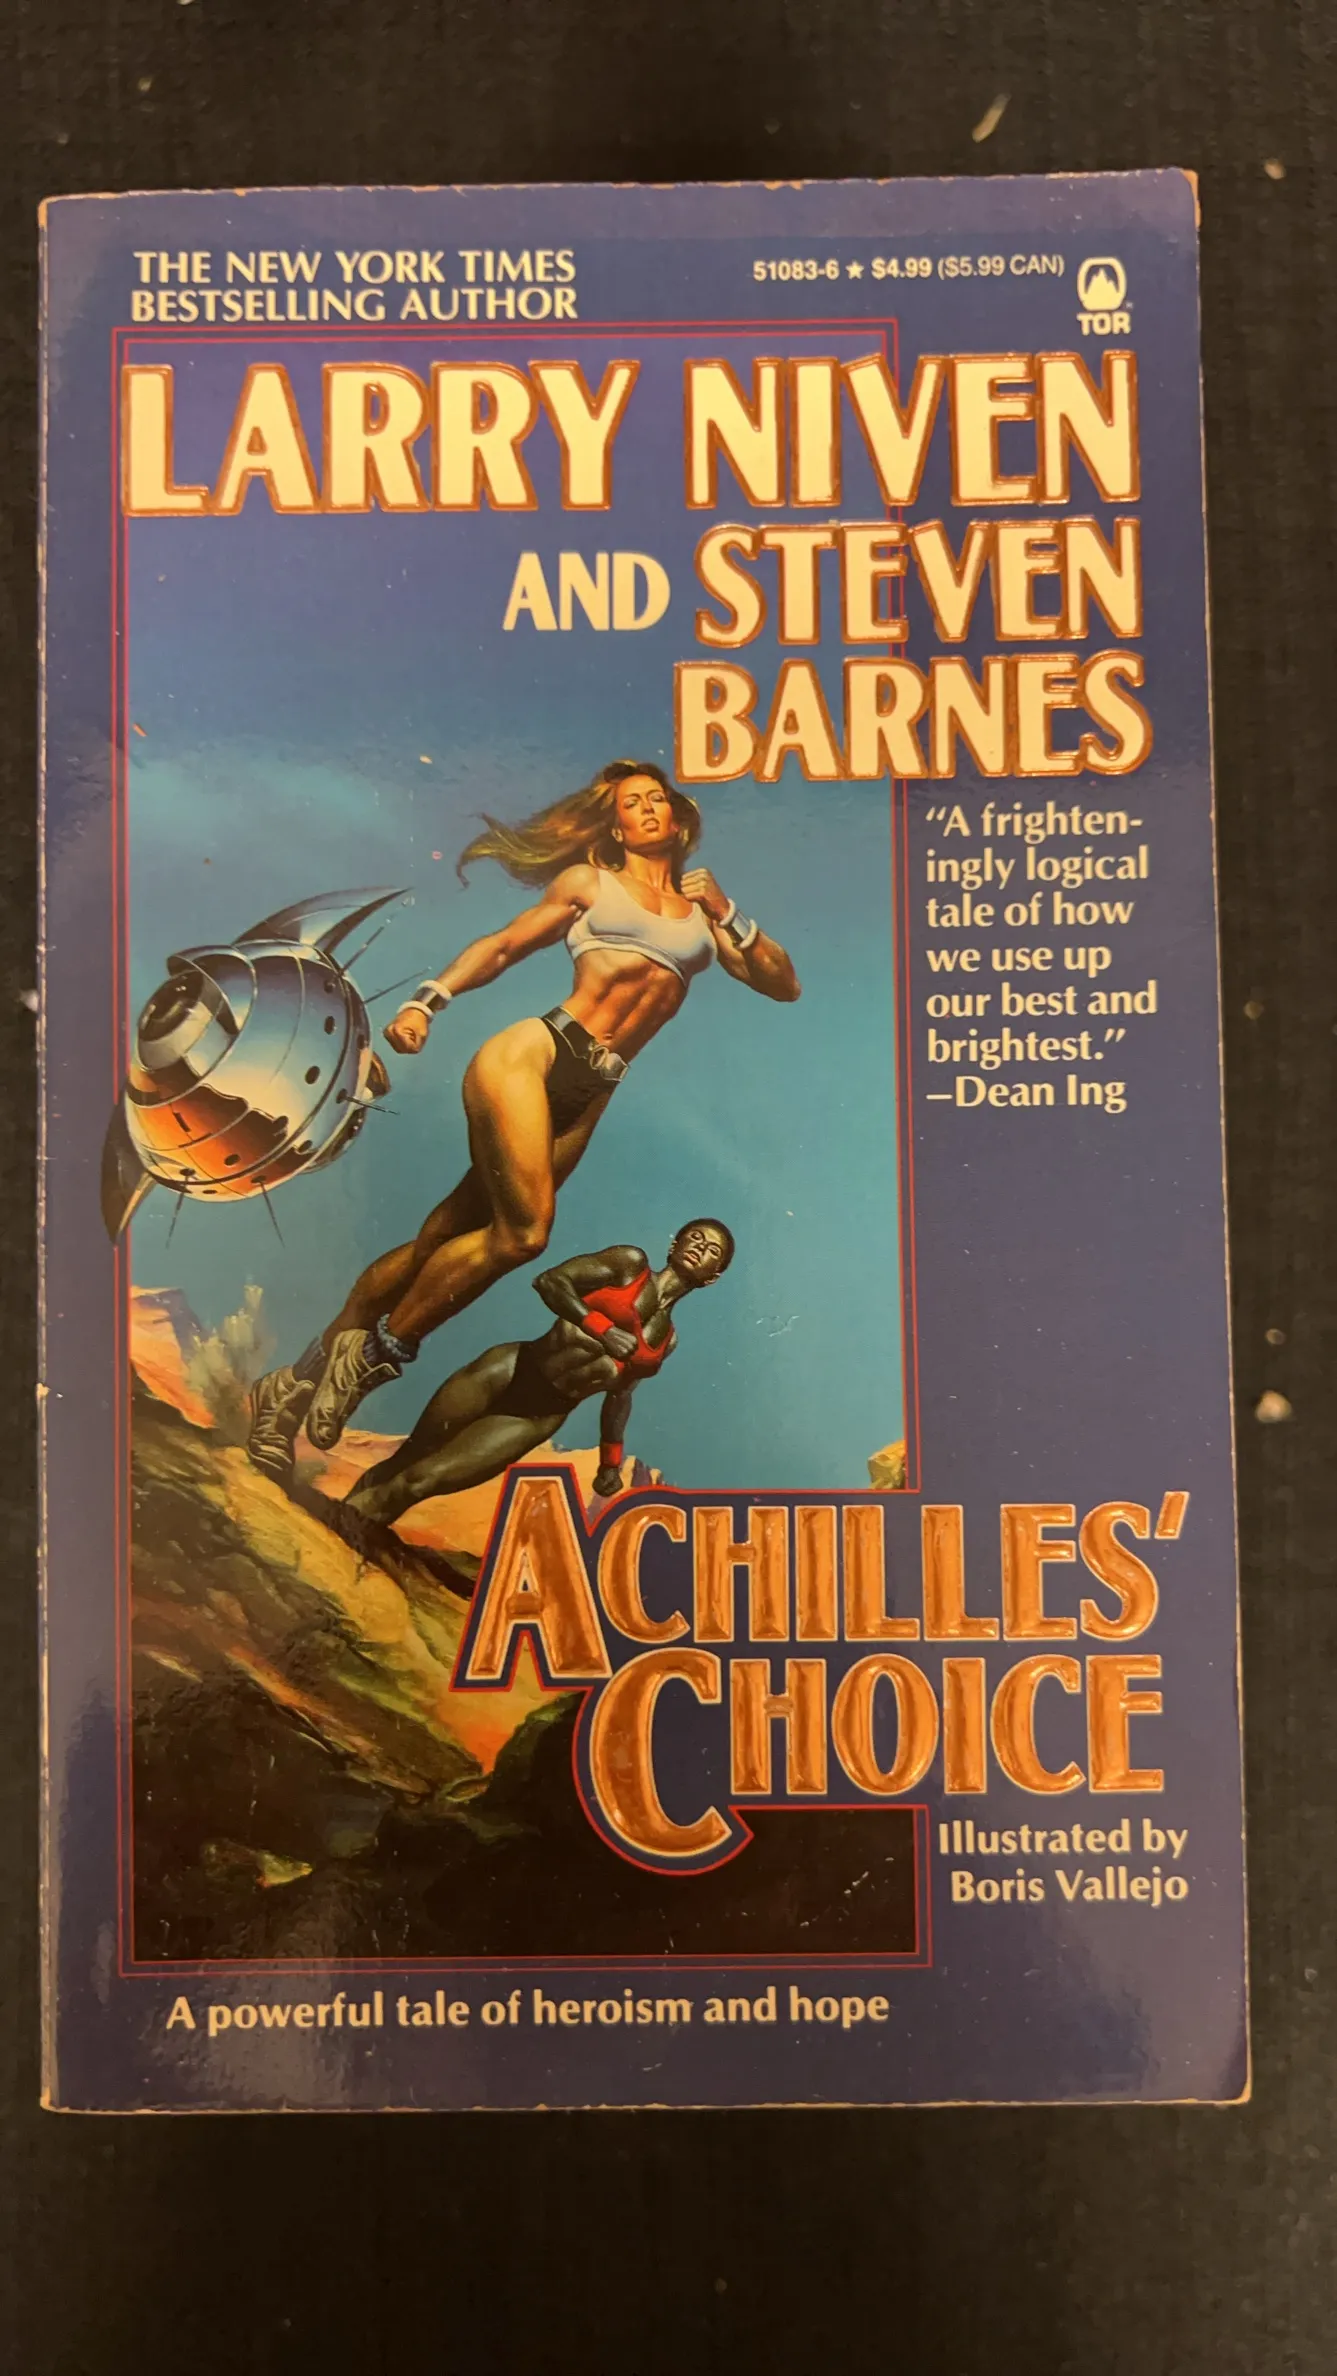 THE NEW YORK TIMES
BESTSELLING AUTHOR
51083-6 ★ $4.99 ($5.99 CAN)
TOR
LARRY NIVEN
AND STEVEN
BARNES
“A frighten-
ingly logical
tale of how
we use up
our best and
brightest.”
—Dean Ing
ACHILLES’
CHOICE
Illustrated by
Boris Vallejo
A powerful tale of heroism and hope